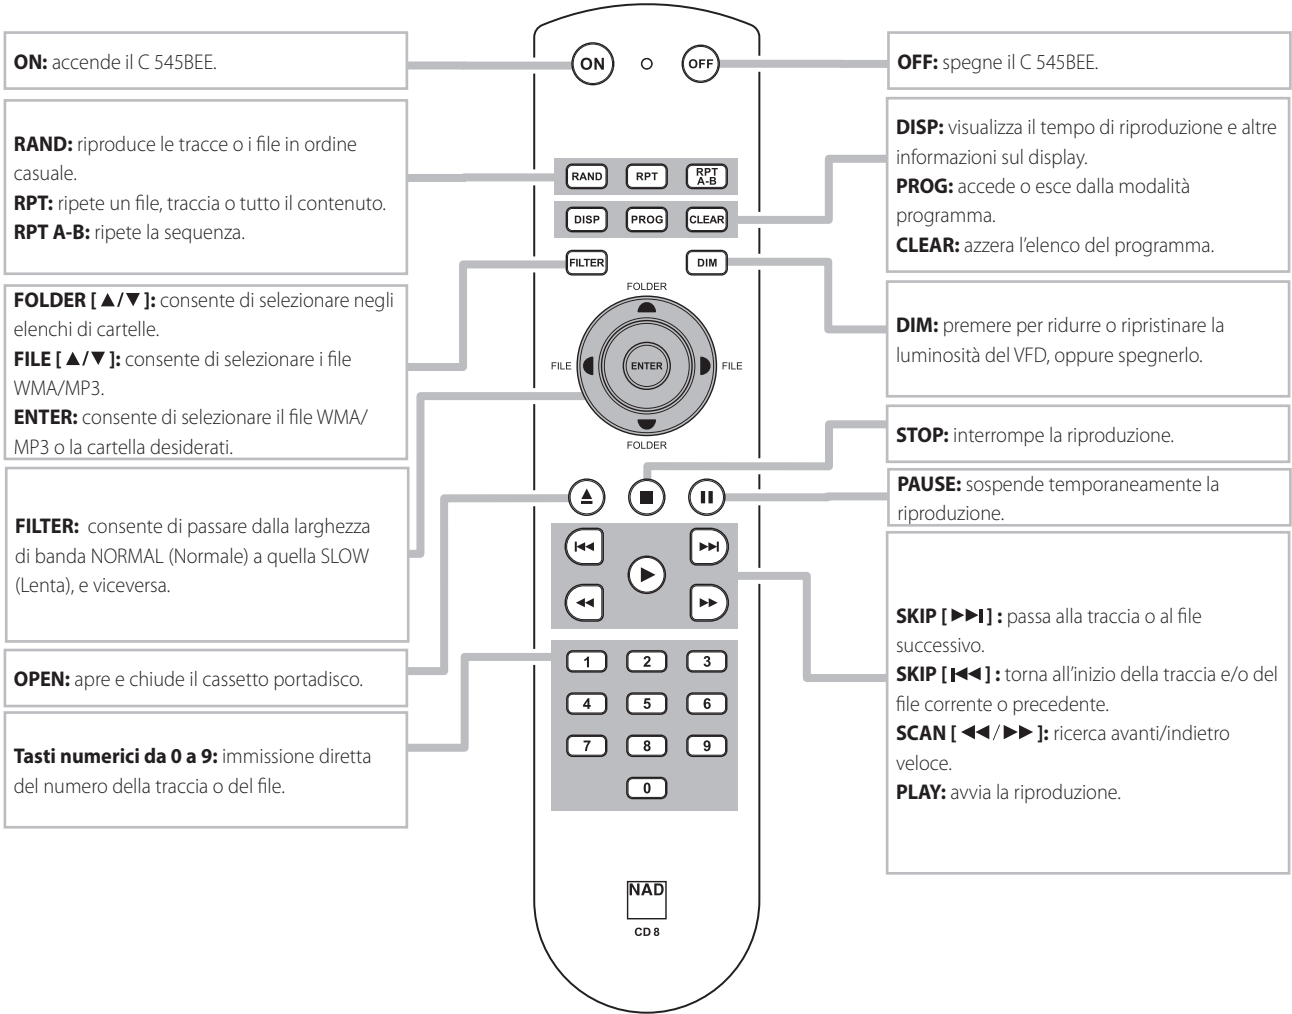 ON: accende il C 545BEE.
RAND: riproduce le tracce o i file in ordine
casuale.
RPT: ripete un file, traccia o tutto il contenuto.
RPT A-B: ripete la sequenza.
FOLDER [ ▲/▼ ]: consente di selezionare negli
elenchi di cartelle.
FILE [ ▲/▼ ]: consente di selezionare i file
WMA/MP3.
ENTER: consente di selezionare il file WMA/
MP3 o la cartella desiderati.
FILTER: consente di passare dalla larghezza
di banda NORMAL (Normale) a quella SLOW
(Lenta), e viceversa.
OPEN: apre e chiude il cassetto portadisco.
Tasti numerici da 0 a 9: immissione diretta
del numero della traccia o del file.
ON
OFF
RAND
RPT
RPT
A-B
DISP
PROG
CLEAR
FILTER
DIM
FOLDER
FILE
ENTER
FILE
FOLDER
1
2
3
4
5
6
7
8
9
0
NAD
CD 8
OFF: spegne il C 545BEE.
DISP: visualizza il tempo di riproduzione e altre
informazioni sul display.
PROG: accede o esce dalla modalità
programma.
CLEAR: azzera l'elenco del programma.
DIM: premere per ridurre o ripristinare la
luminosità del VFD, oppure spegnerlo.
STOP: interrompe la riproduzione.
PAUSE: sospende temporaneamente la
riproduzione.
SKIP [ ▶▶I ] : passa alla traccia o al file
successivo.
SKIP [ I◀◀ ] : torna all'inizio della traccia e/o del
file corrente o precedente.
SCAN [ ◀◀/▶▶ ]: ricerca avanti/indietro
veloce.
PLAY: avvia la riproduzione.